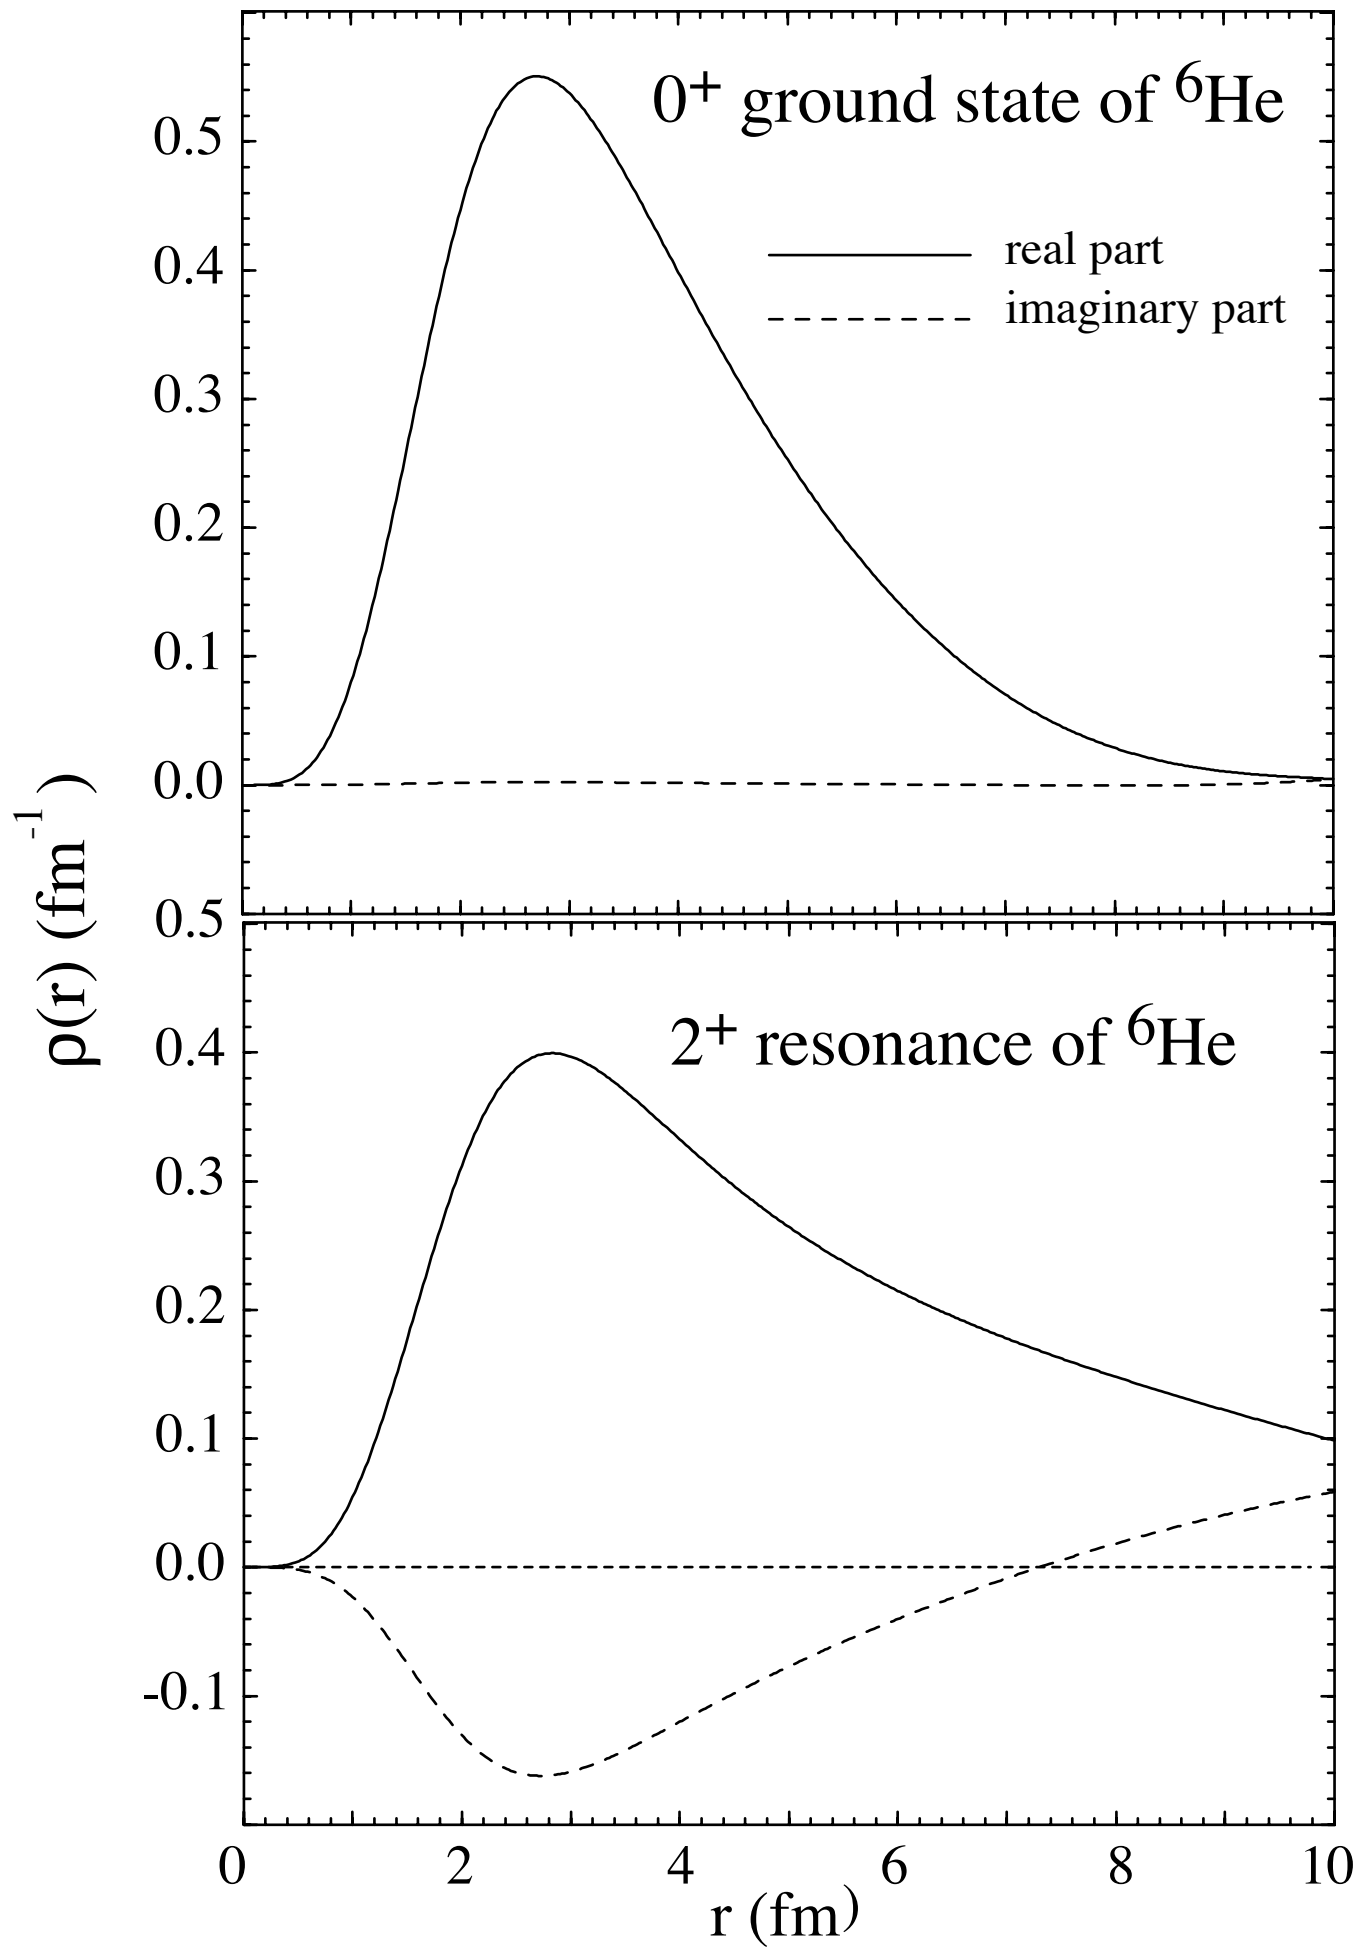 0⁺ ground state of ⁶He
real part
imaginary part
0.5
0.4
0.3
0.2
0.1
0.0
ρ(r) (fm⁻¹)
0.5
2⁺ resonance of ⁶He
0.4
0.3
0.2
0.1
0.0
-0.1
0 2 4 6 8 10
r (fm)